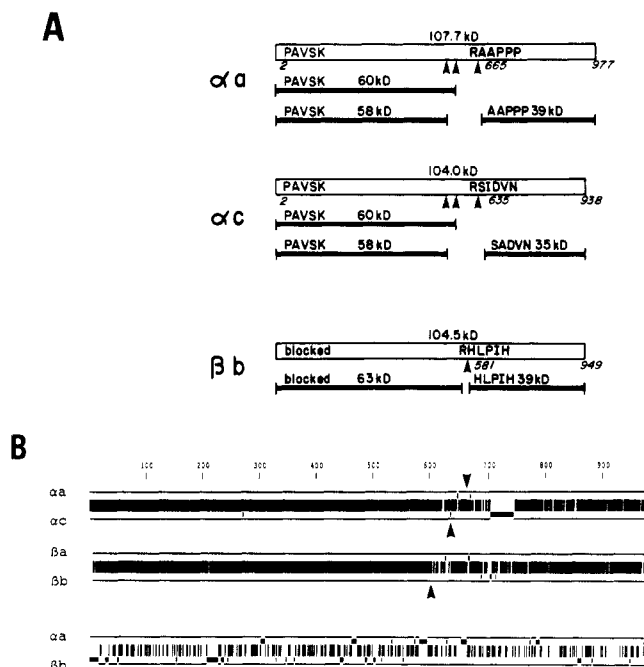 A
107.7 kD
PAVSK RAAPPP
2 665 977
αa
PAVSK 60kD
PAVSK 58kD AAPPP 39kD
104.0kD
PAVSK RSIDVN
2 635 938
αc
PAVSK 60kD
PAVSK 58kD SADVN 35kD
104.5kD
blocked RHLPIH
581 949
βb
blocked 63kD HLPIH 39kD
B
100 200 300 400 500 600 700 800 900
αa
αc
βa
βb
αa
βb